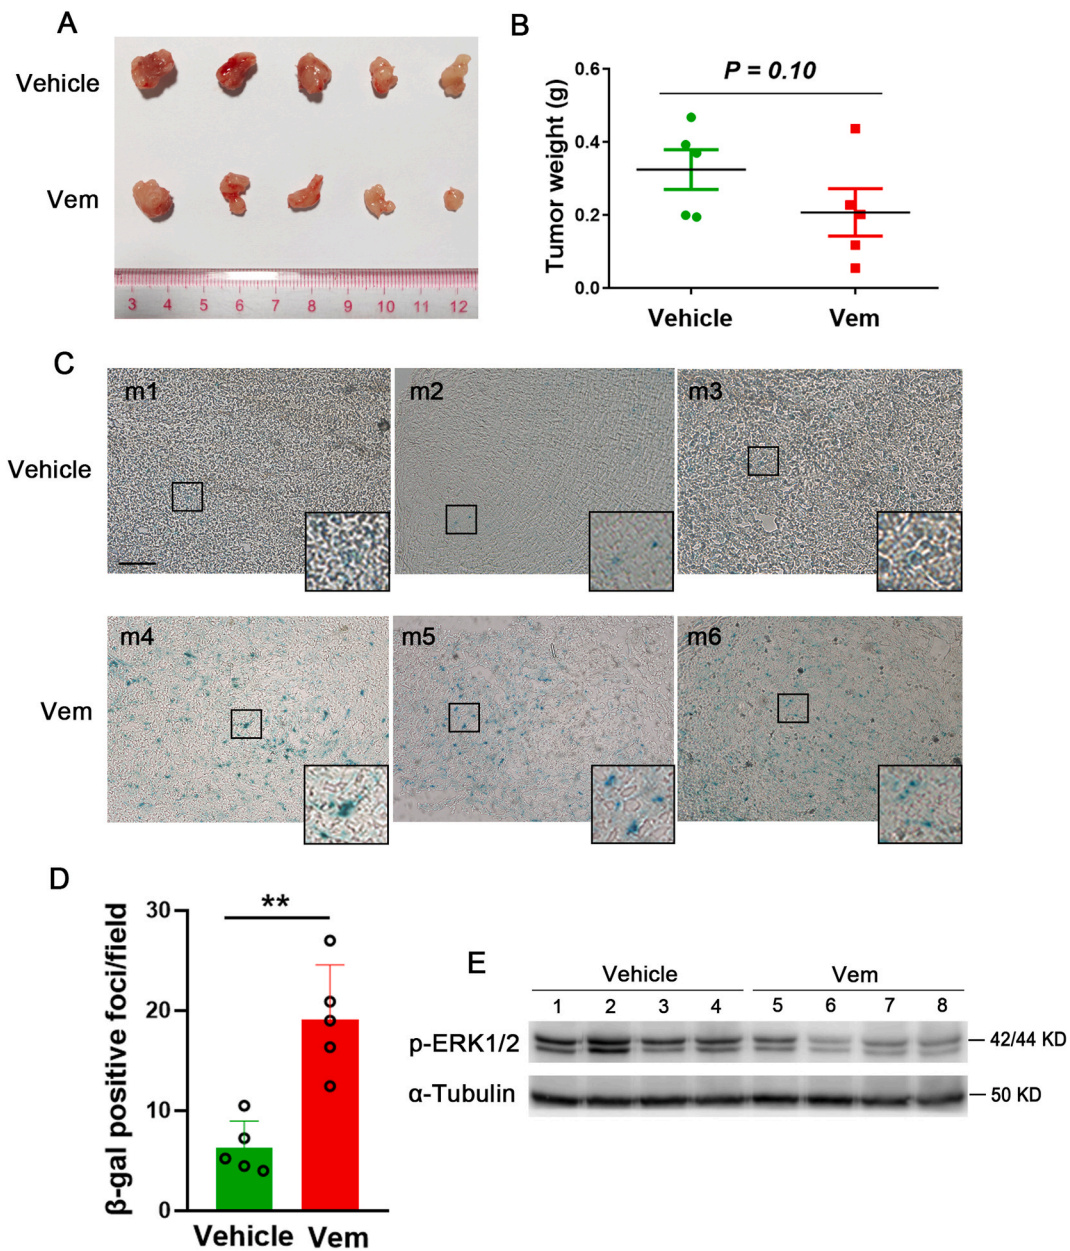 A
Vehicle
Vem
3 4 5 6 7 8 9 10 11 12
B
P = 0.10
Tumor weight (g)
0.6
0.4
0.2
0.0
Vehicle Vem
C
Vehicle
m1 m2 m3
Vem
m4 m5 m6
D
**
β-gal positive foci/field
30
20
10
0
Vehicle Vem
E
Vehicle Vem
1 2 3 4 5 6 7 8
p-ERK1/2 42/44 KD
α-Tubulin 50 KD